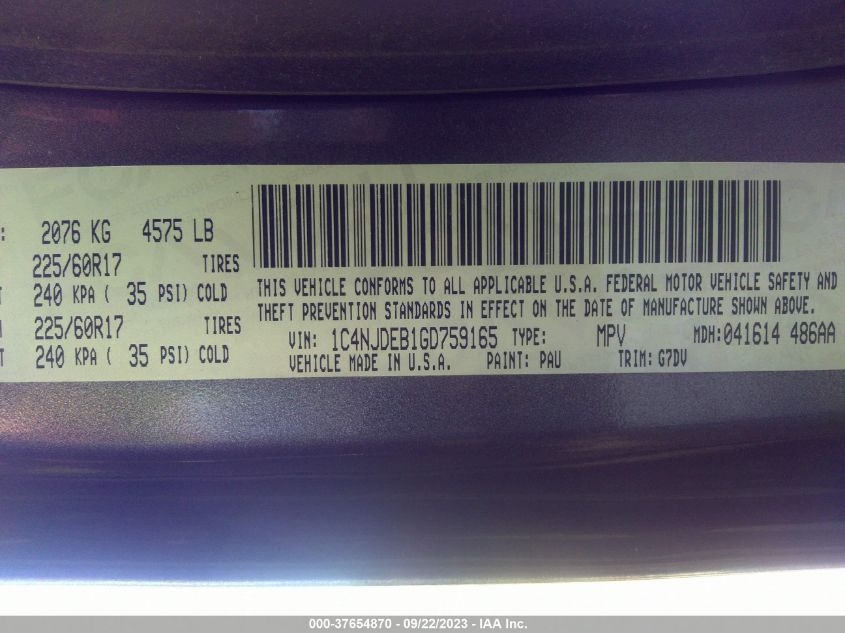 : 2076 KG 4575 LB
225/60R17 TIRES
T 240 KPA ( 35 PSI) COLD
225/60R17 TIRES
T 240 KPA ( 35 PSI) COLD
THIS VEHICLE CONFORMS TO ALL APPLICABLE U.S.A. FEDERAL MOTOR VEHICLE SAFETY AND
THEFT PREVENTION STANDARDS IN EFFECT ON THE DATE OF MANUFACTURE SHOWN ABOVE.
VIN: 1C4NJDEB1GD759165 TYPE: MPV MDH:041614 486AA
VEHICLE MADE IN U.S.A. PAINT: PAU TRIM: G7DV
000-37654870 - 09/22/2023 - IAA Inc.